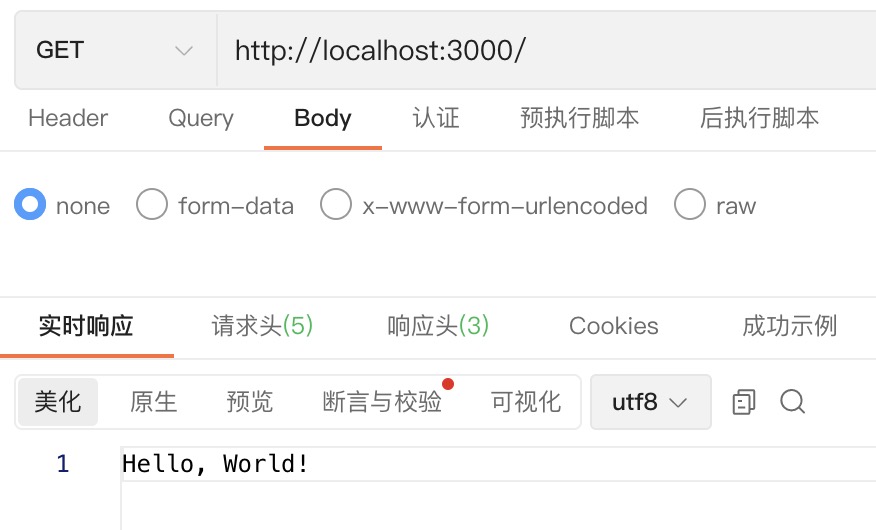 GET http://localhost:3000/
Header Query Body 认证 预执行脚本 后执行脚本
none form-data x-www-form-urlencoded raw
实时响应 请求头(5) 响应头(3) Cookies 成功示例
美化 原生 预览 断言与校验 可视化 utf8
1 Hello, World!